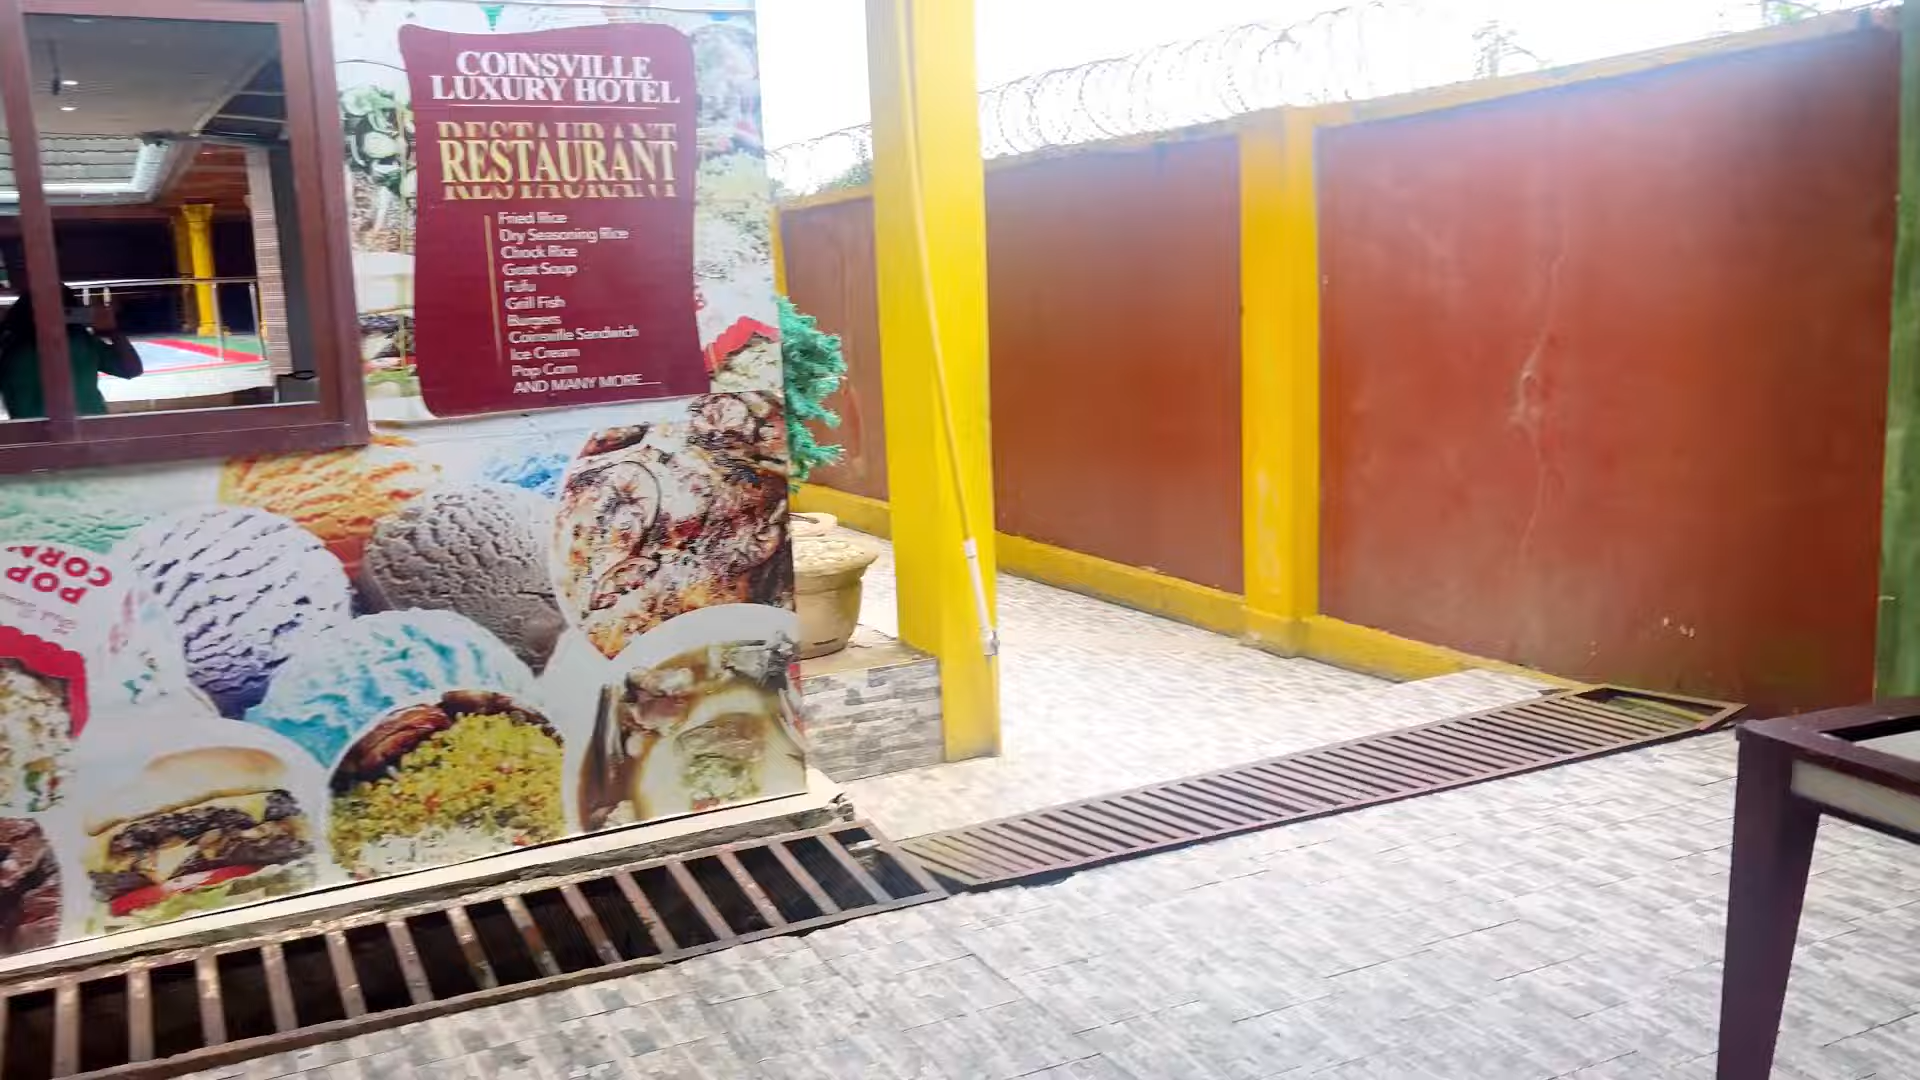 COINSVILLE
LUXURY HOTEL
RESTAURANT
Fried Rice
Dry Seasoning Rice
Chock Rice
Goat Soup
Fufu
Grill Fish
Burgers
Coinsville Sandwich
Ice Cream
Pop Corn
AND MANY MORE......
POP
CORN